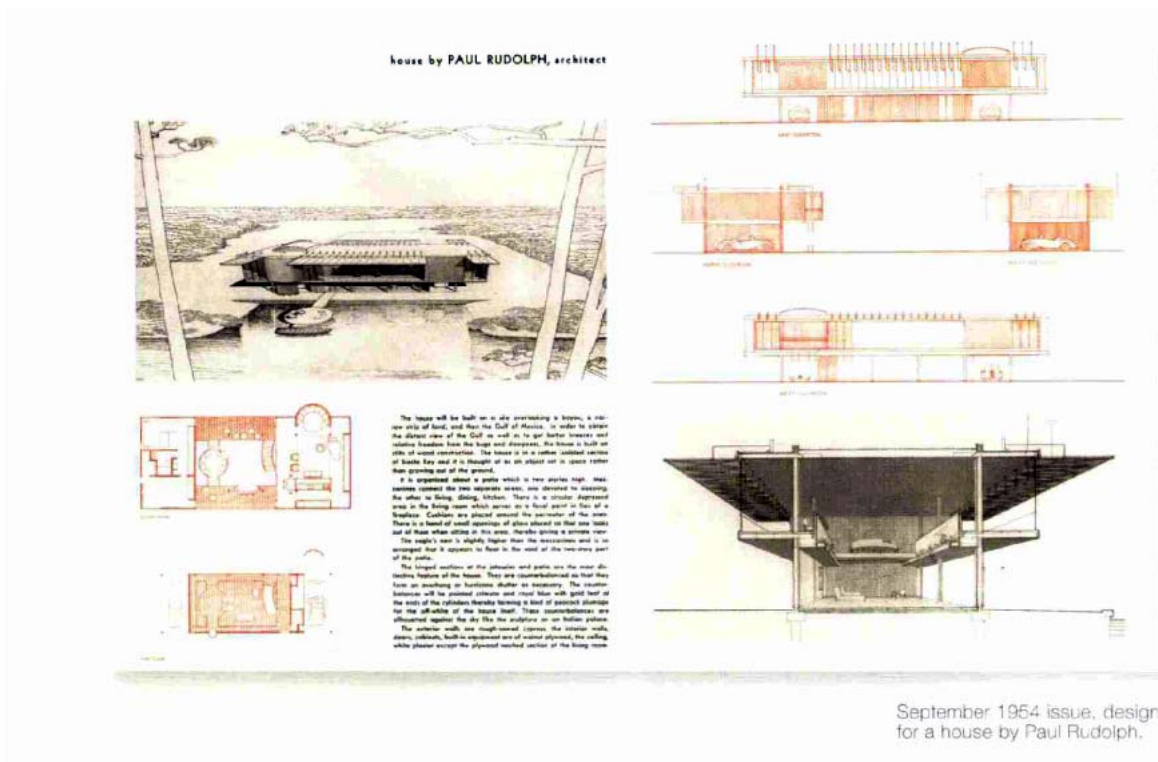 house by PAUL RUDOLPH, architect
EAST ELEVATION
NORTH ELEVATION
WEST ELEVATION
The house will be built on a site overlooking a bayou, a nar-
row strip of land, and then the Gulf of Mexico. In order to obtain
the distant view of the Gulf as well as to get better breezes and
relative freedom from the bugs and dampness, the house is built on
stilts of wood construction. The house is in a rather isolated section
of Siesta Key and it is thought of as an object set in space rather
than growing out of the ground.
It is organized about a patio which is two stories high. Mez-
zanines connect the two separate areas, one devoted to sleeping,
the other to living, dining, kitchen. There is a circular depressed
area in the living room which serves as a focal point in lieu of a
fireplace. Cushions are placed around the perimeter of the area.
There is a band of small openings of glass placed so that one looks
out of them when sitting in this area, thereby giving a private view.
The eagle's nest is slightly higher than the mezzanines and is so
arranged that it appears to float in the void of the two-story part
of the patio.
The hinged sections at the jalousies and patio are the most dis-
tinctive feature of the house. They are counterbalanced so that they
form an overhang or hurricane shutter as necessary. The counter-
balances will be painted crimson and royal blue with gold leaf at
the ends of the cylinders thereby forming a kind of peacock plumage
for the off-white of the house itself. These counterbalances are
silhouetted against the sky like the sculpture on an Italian palace.
The exterior walls are rough-sawed cypress, the interior walls,
doors, cabinets, built-in equipment are of walnut plywood, the ceiling,
white plaster except the plywood vaulted section of the living room.
September 1954 issue, design
for a house by Paul Rudolph.